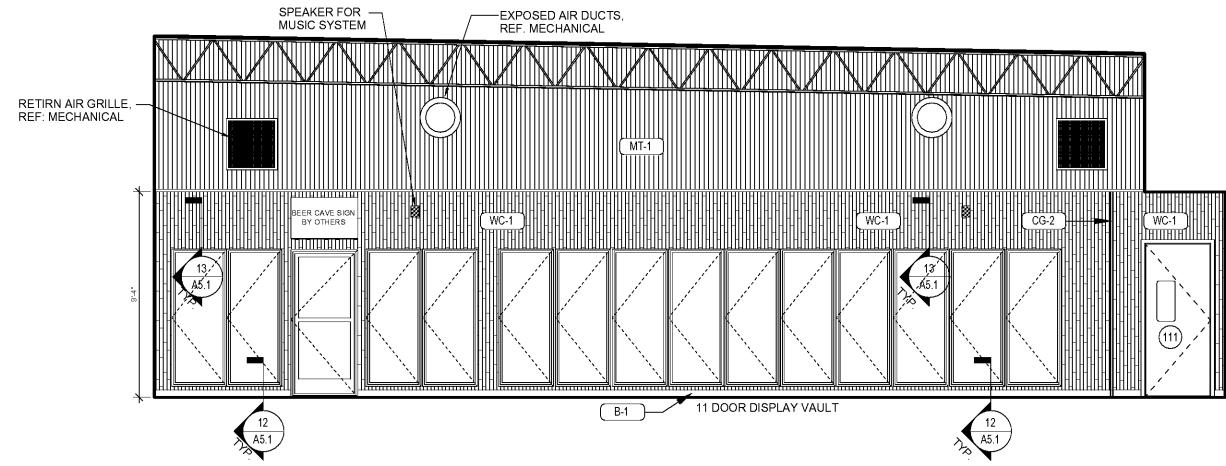 SPEAKER FOR
MUSIC SYSTEM
EXPOSED AIR DUCTS,
REF. MECHANICAL
RETIRN AIR GRILLE,
REF: MECHANICAL
MT-1
BEER CAVE SIGN
BY OTHERS
WC-1
WC-1
CG-2
WC-1
13
A5.1
TYP.
13
A5.1
TYP.
9'-4"
111
B-1
11 DOOR DISPLAY VAULT
12
A5.1
TYP.
12
A5.1
TYP.